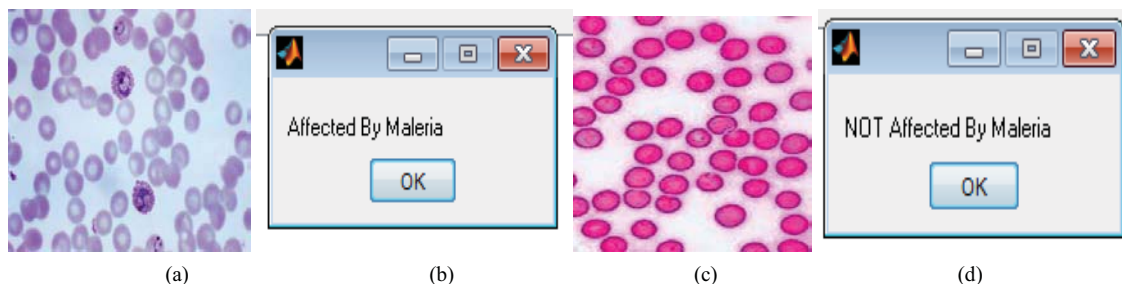 Affected By Maleria
OK
NOT Affected By Maleria
OK
(a)
(b)
(c)
(d)